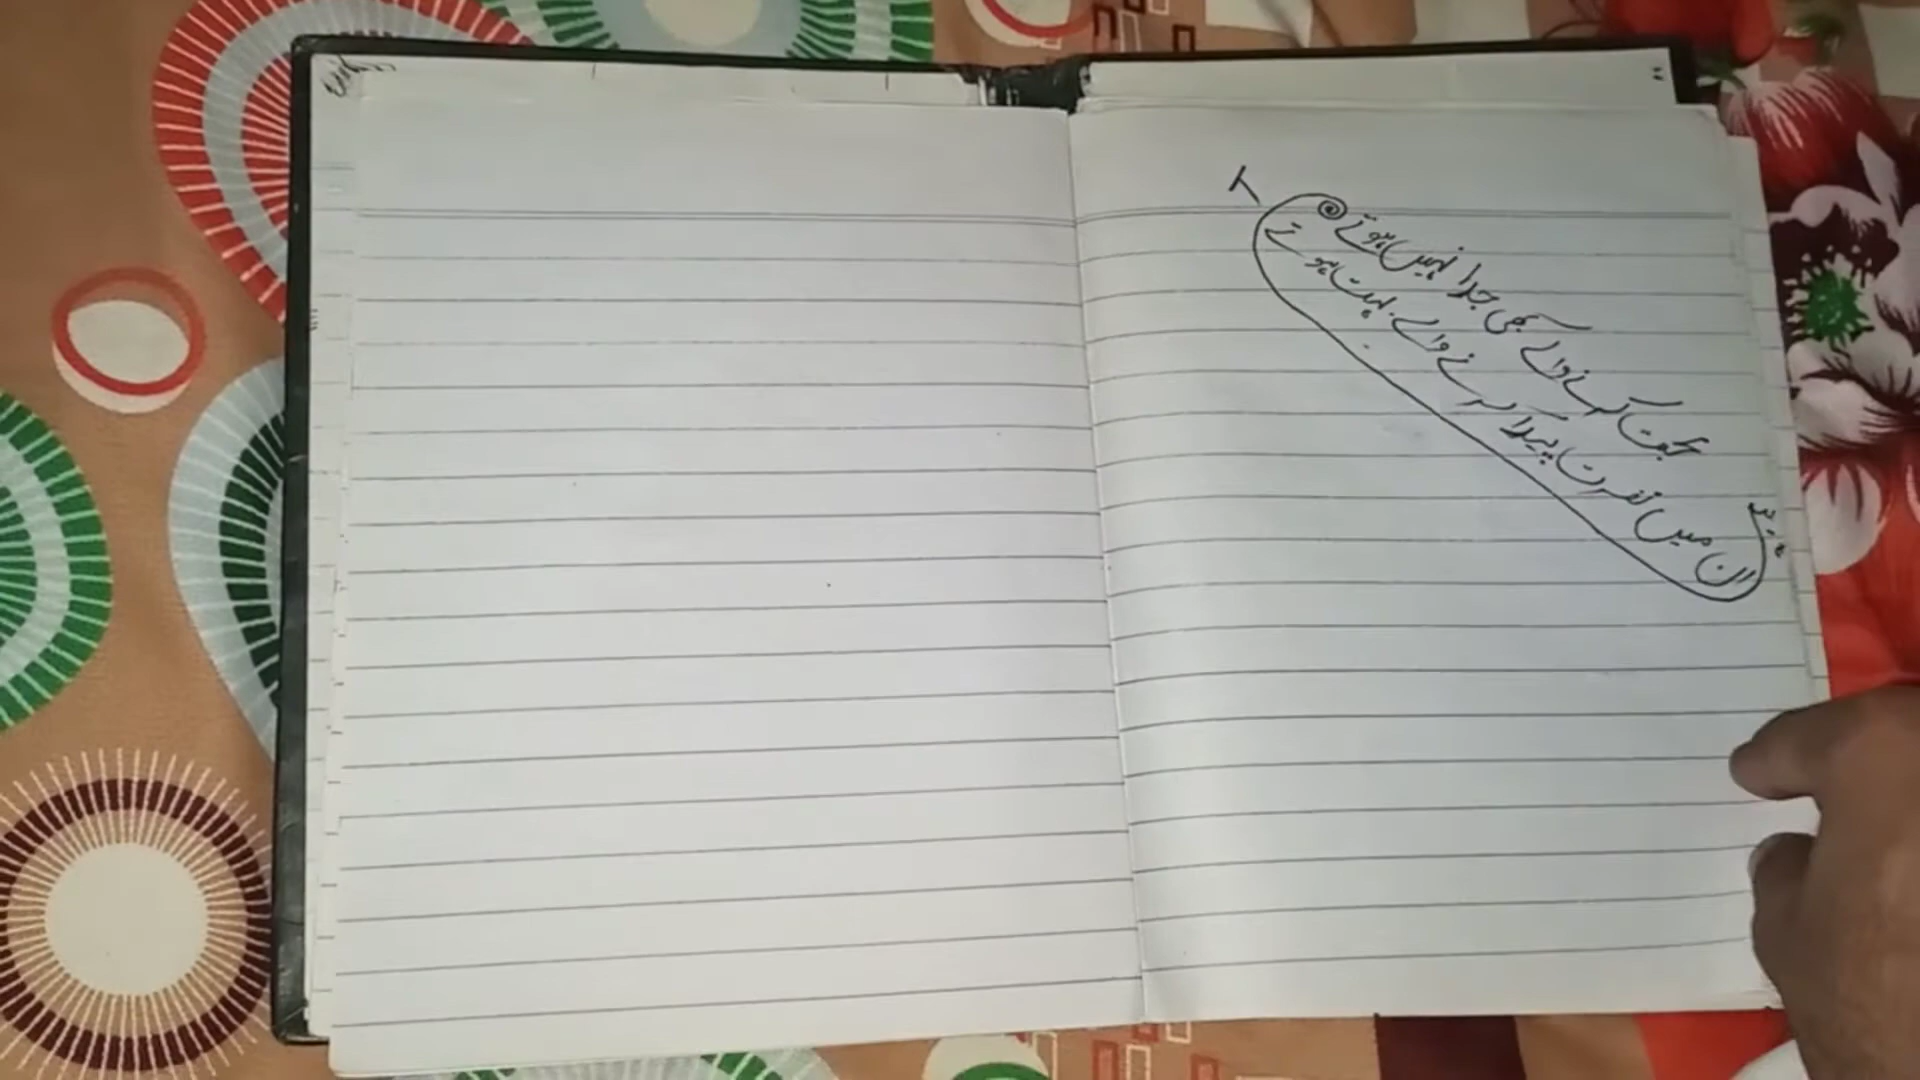 محبت کرنے والے کبھی جدا نہیں ہوتے
ان میں نفرت پیدا کرنے والے بہت ہوتے
ہیں